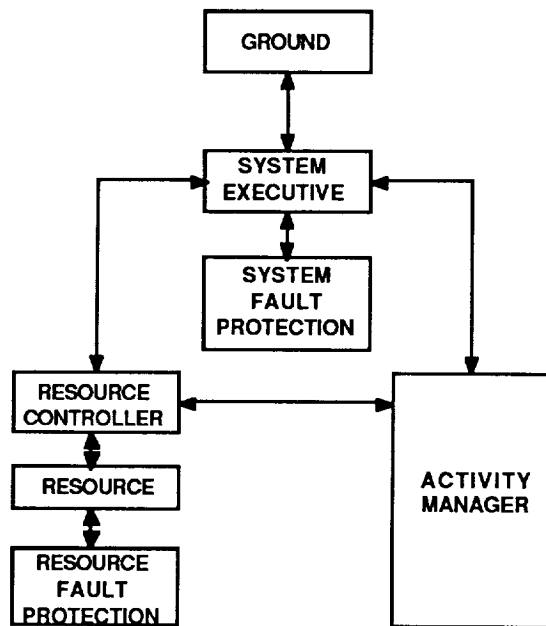 GROUND
SYSTEM
EXECUTIVE
SYSTEM
FAULT
PROTECTION
RESOURCE
CONTROLLER
RESOURCE
RESOURCE
FAULT
PROTECTION
ACTIVITY
MANAGER